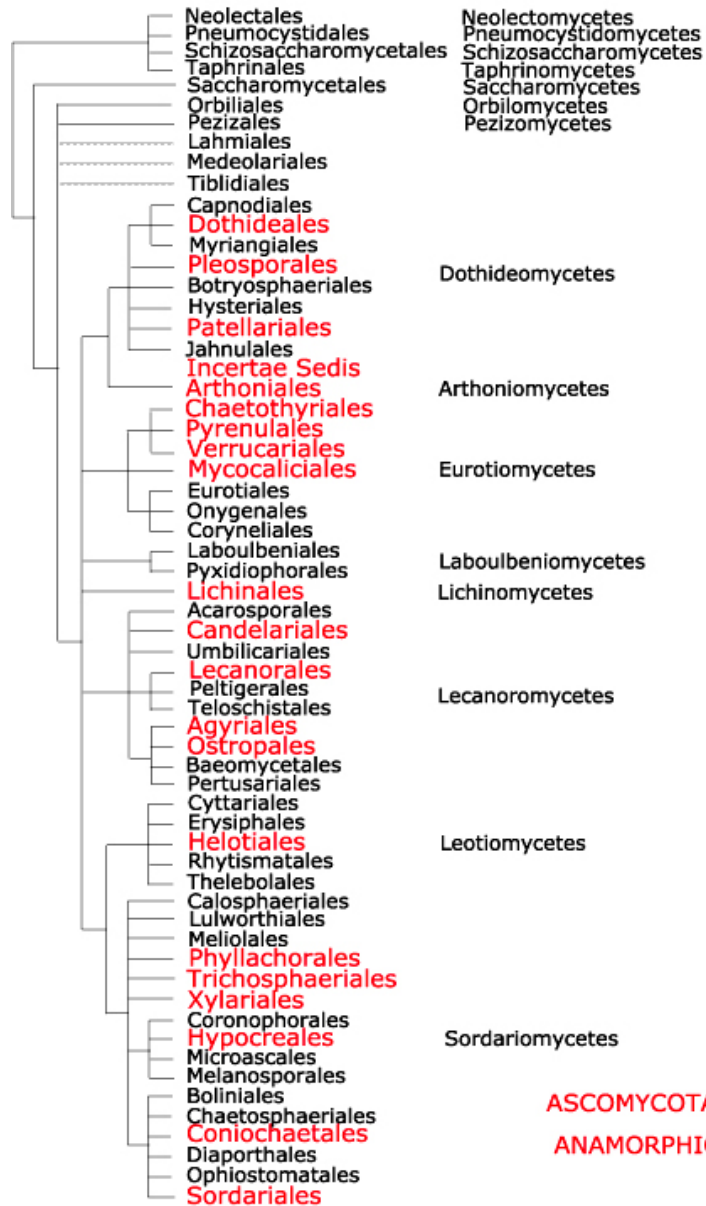 Neolectales Neolectomycetes
Pneumocystidales Pneumocystidomycetes
Schizosaccharomycetales Schizosaccharomycetes
Taphrinales Taphrinomycetes
Saccharomycetales Saccharomycetes
Orbiliales Orbilomycetes
Pezizales Pezizomycetes
Lahmiales
Medeolariales
Tiblidiales
Capnodiales
Dothideales
Myriangiales
Pleosporales
Dothideomycetes
Botryosphaeriales
Hysteriales
Patellariales
Jahnulales
Incertae Sedis
Arthoniales Arthoniomycetes
Chaetothyriales
Pyrenulales
Verrucariales
Mycocaliciales Eurotiomycetes
Eurotiales
Onygenales
Coryneliales
Laboulbeniales
Laboulbeniomycetes
Pyxidiophorales
Lichinales Lichinomycetes
Acarosporales
Candelariales
Umbilicariales
Lecanorales
Peltigerales
Lecanoromycetes
Teloschistales
Agyriales
Ostropales
Baeomycetales
Pertusariales
Cyttariales
Erysiphales
Helotiales Leotiomycetes
Rhytismatales
Thelebolales
Calosphaeriales
Lulworthiales
Meliolales
Phyllachorales
Trichosphaeriales
Xylariales
Coronophorales
Hypocreales Sordariomycetes
Microascales
Melanosporales
Boliniales
ASCOMYCOTA
Chaetosphaeriales
Coniochaetales
ANAMORPHIC
Diaporthales
Ophiostomatales
Sordariales